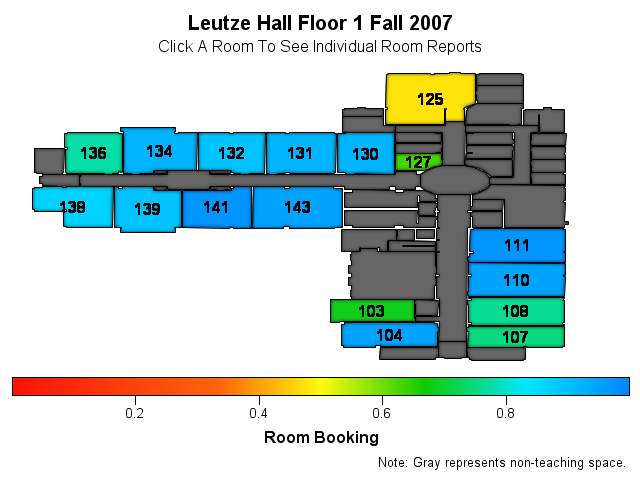 Leutze Hall Floor 1 Fall 2007
Click A Room To See Individual Room Reports
125
136 134 132 131 130 127
138 139 141 143
111
110
103 108
104 107
0.2 0.4 0.6 0.8
Room Booking
Note: Gray represents non-teaching space.